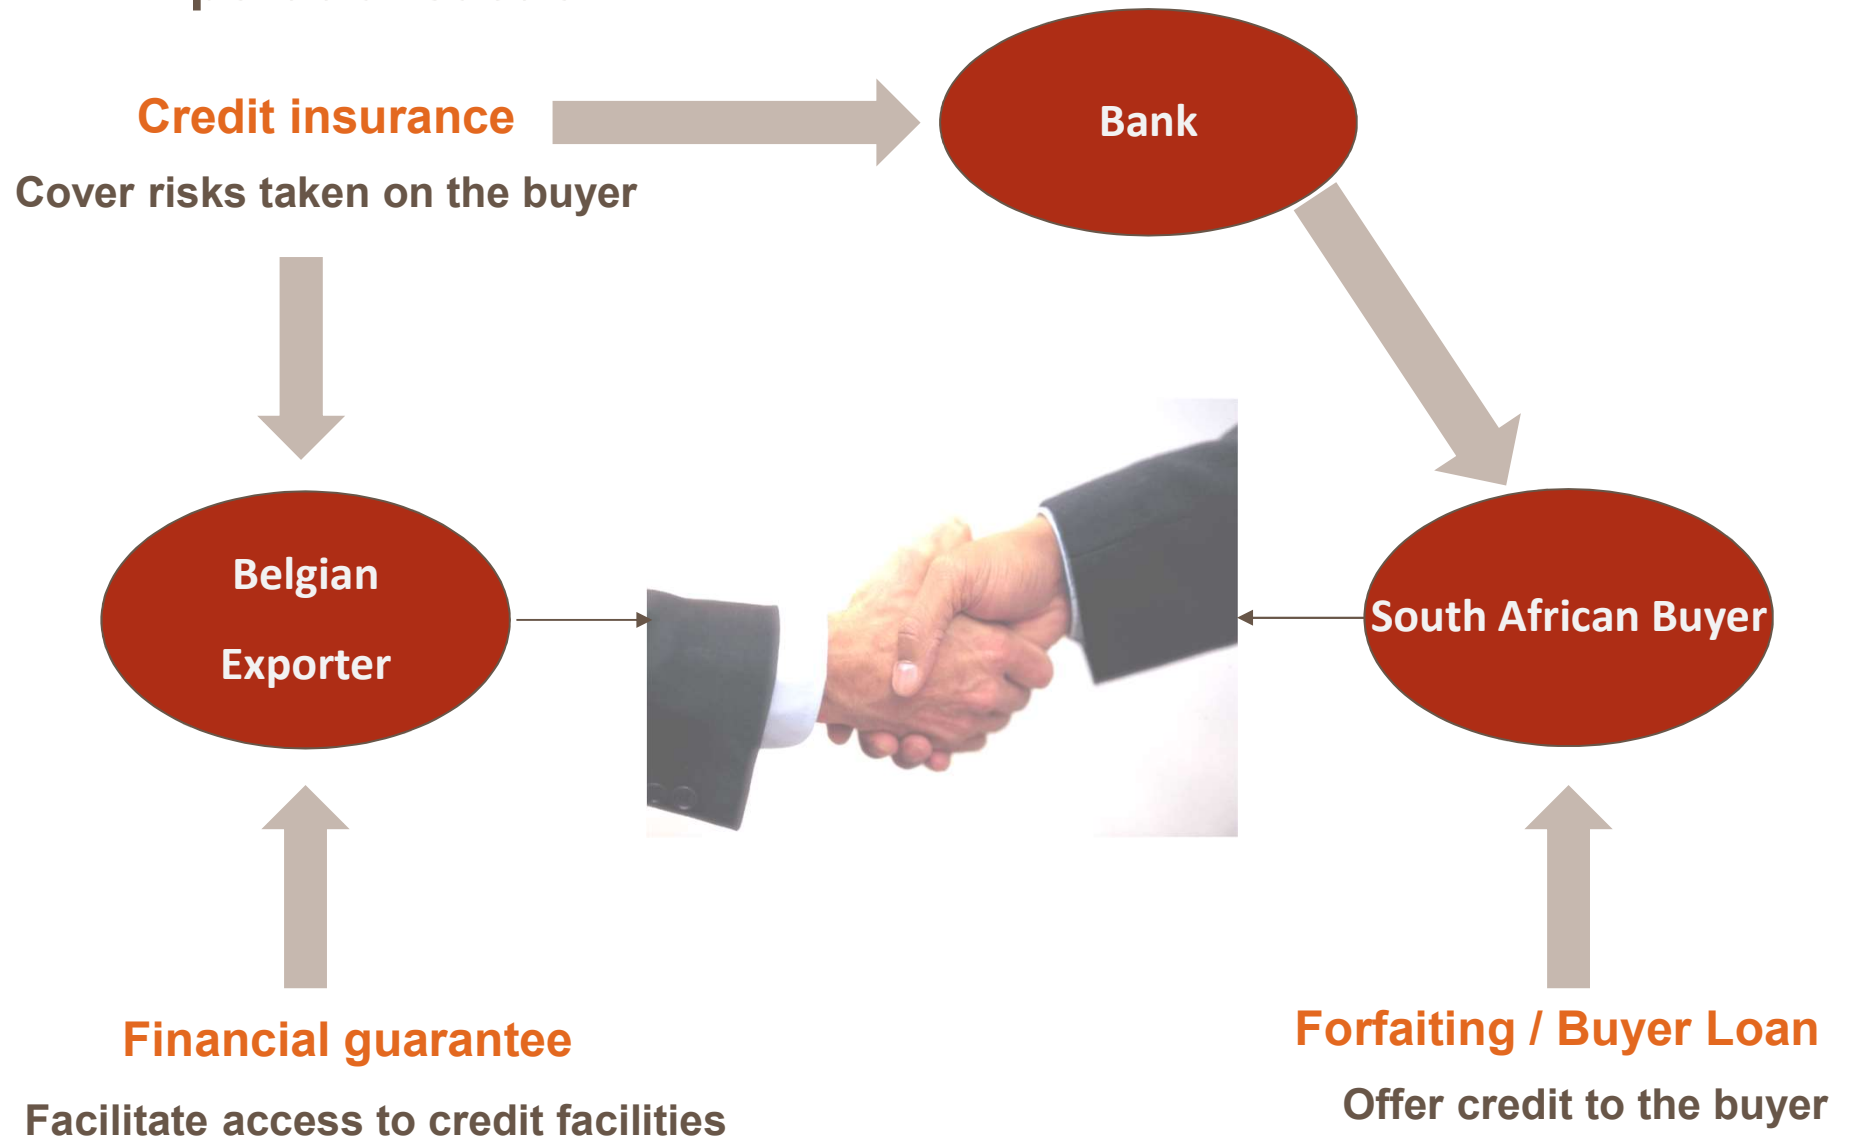 Credit insurance
Cover risks taken on the buyer
Bank
Belgian
Exporter
South African Buyer
Financial guarantee
Facilitate access to credit facilities
Forfaiting / Buyer Loan
Offer credit to the buyer